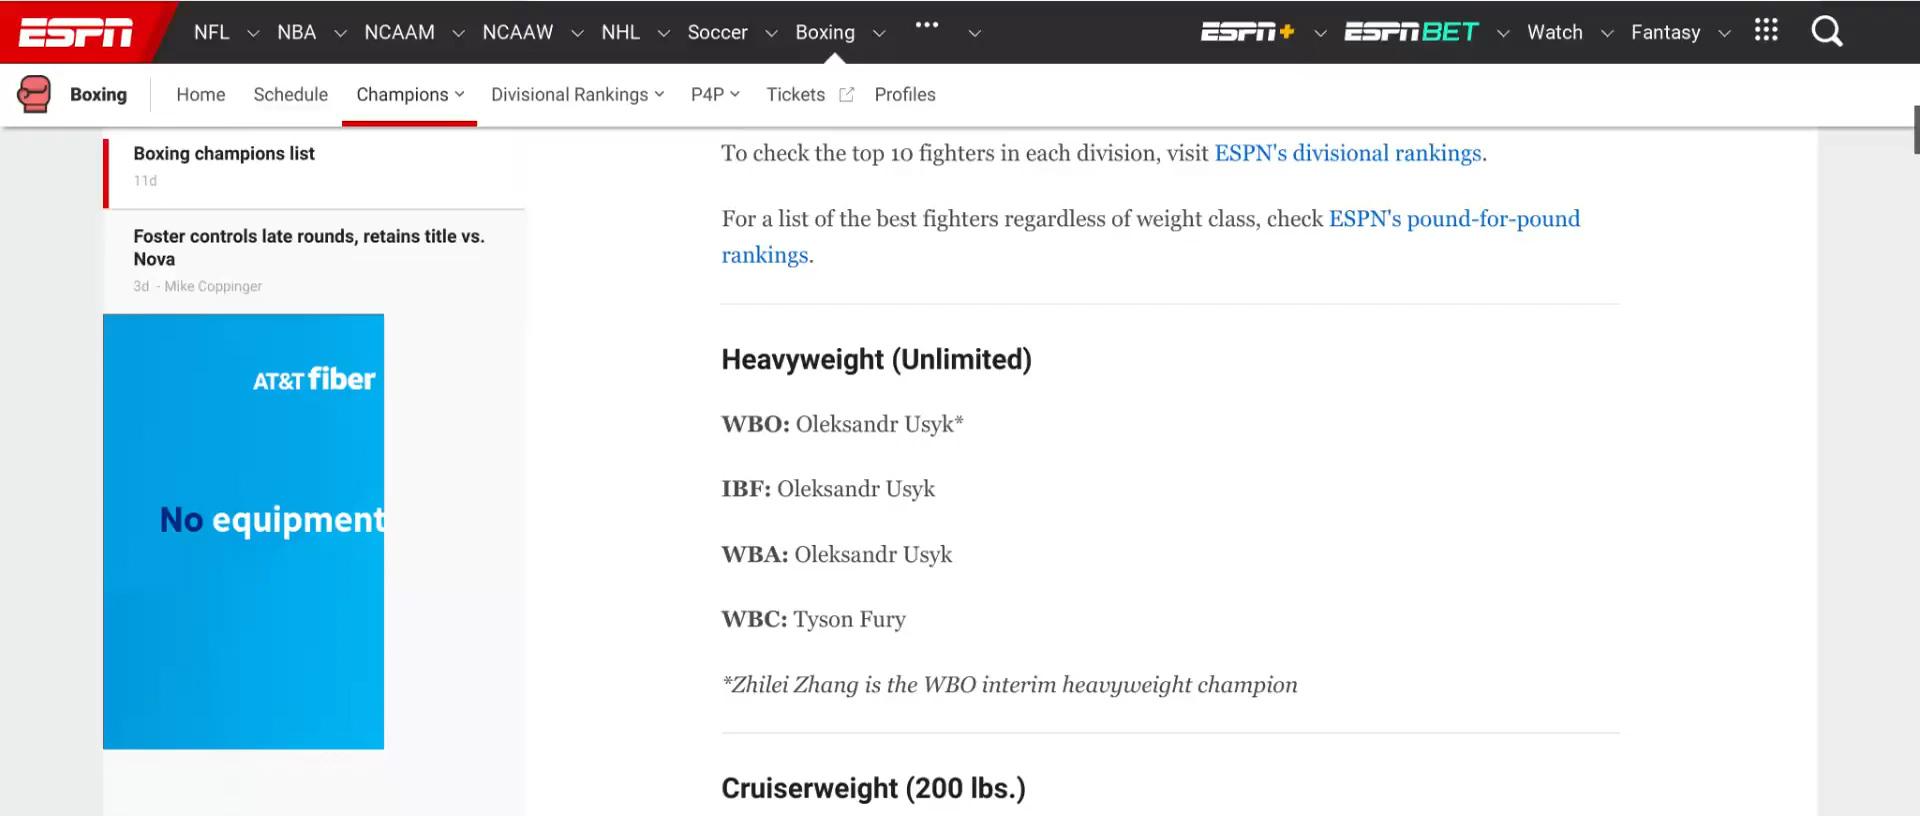 ESPN NFL NBA NCAAM NCAAW NHL Soccer Boxing ... ESPN+ ESPN BET Watch Fantasy
Boxing Home Schedule Champions Divisional Rankings P4P Tickets Profiles
Boxing champions list
11d
Foster controls late rounds, retains title vs.
Nova
3d - Mike Coppinger
AT&T fiber
No equipment
To check the top 10 fighters in each division, visit ESPN's divisional rankings.
For a list of the best fighters regardless of weight class, check ESPN's pound-for-pound
rankings.
Heavyweight (Unlimited)
WBO: Oleksandr Usyk*
IBF: Oleksandr Usyk
WBA: Oleksandr Usyk
WBC: Tyson Fury
*Zhilei Zhang is the WBO interim heavyweight champion
Cruiserweight (200 lbs.)